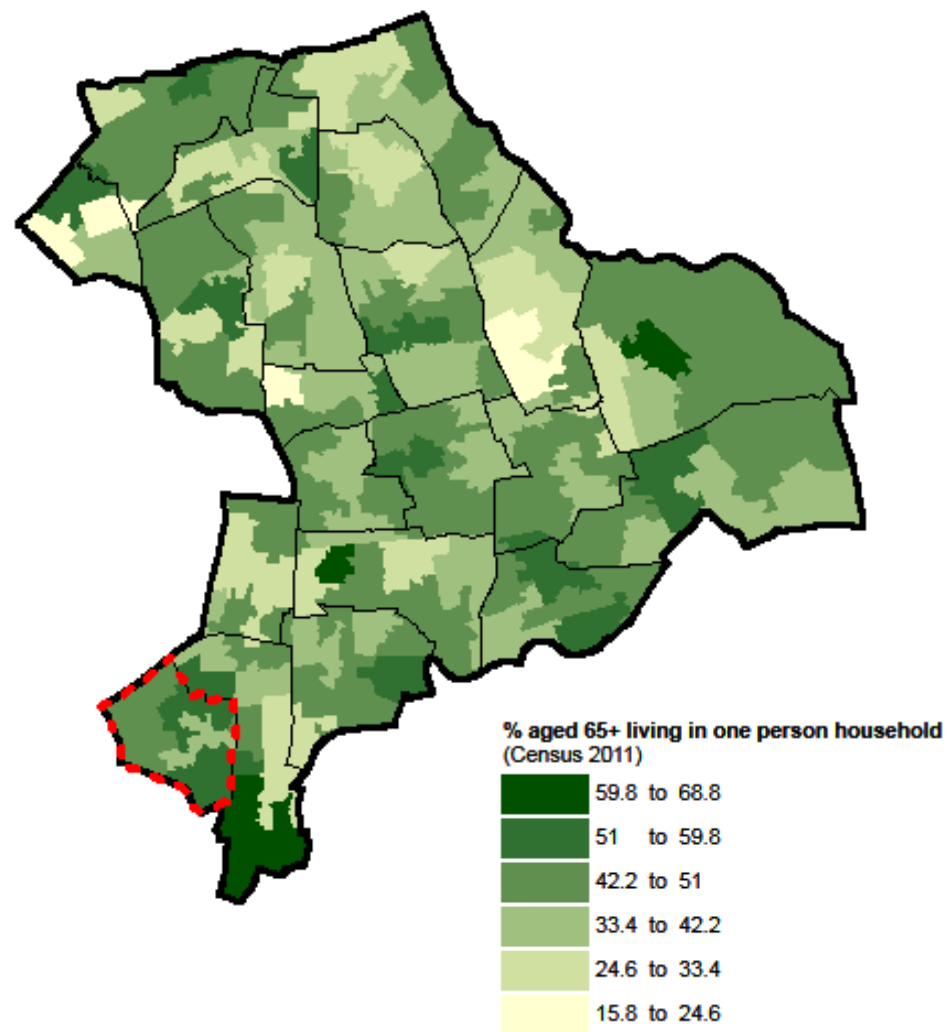 % aged 65+ living in one person household
(Census 2011)
59.8 to 68.8
51 to 59.8
42.2 to 51
33.4 to 42.2
24.6 to 33.4
15.8 to 24.6